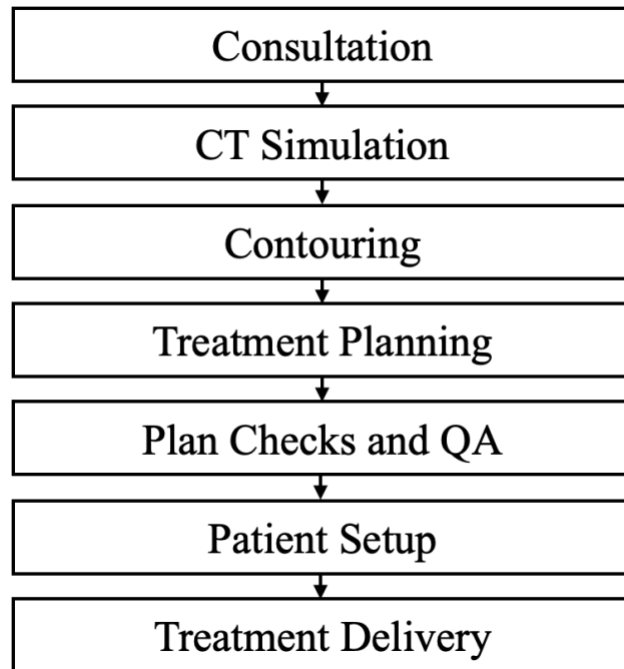 Consultation
CT Simulation
Contouring
Treatment Planning
Plan Checks and QA
Patient Setup
Treatment Delivery